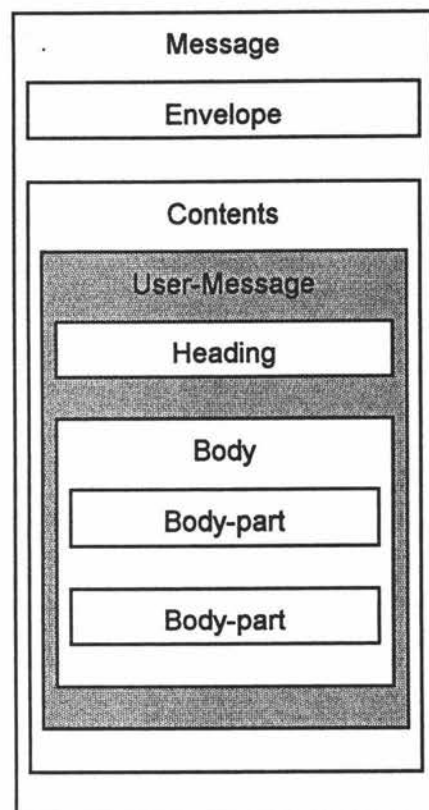 Message
Envelope
Contents
User-Message
Heading
Body
Body-part
Body-part